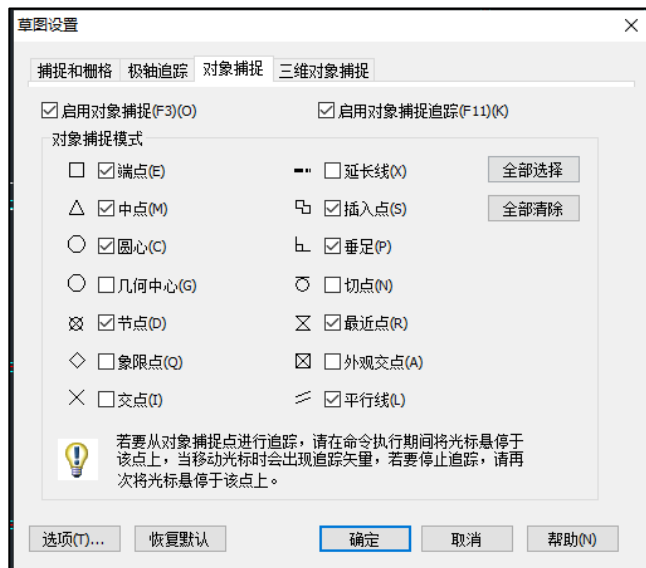 草图设置
捕捉和栅格 极轴追踪 对象捕捉 三维对象捕捉
启用对象捕捉(F3)(O) 启用对象捕捉追踪(F11)(K)
对象捕捉模式
端点(E) 延长线(X) 全部选择
中点(M) 插入点(S) 全部清除
圆心(C) 垂足(P)
几何中心(G) 切点(N)
节点(D) 最近点(R)
象限点(Q) 外观交点(A)
交点(I) 平行线(L)
若要从对象捕捉点进行追踪，请在命令执行期间将光标悬停于
该点上，当移动光标时会出现追踪矢量，若要停止追踪，请再
次将光标悬停于该点上。
选项(T)... 恢复默认 确定 取消 帮助(N)